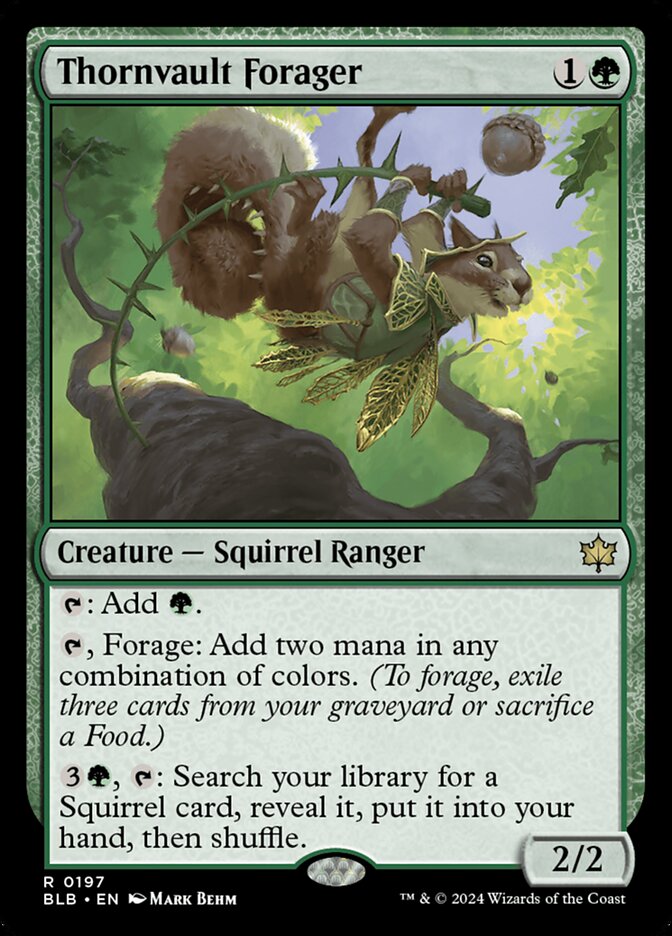 Thornvault Forager 1
Creature — Squirrel Ranger
: Add .
, Forage: Add two mana in any
combination of colors. (To forage, exile
three cards from your graveyard or sacrifice
a Food.)
3, : Search your library for a
Squirrel card, reveal it, put it into your
hand, then shuffle.
2/2
R 0197
BLB • EN Mark Behm
™ & © 2024 Wizards of the Coast